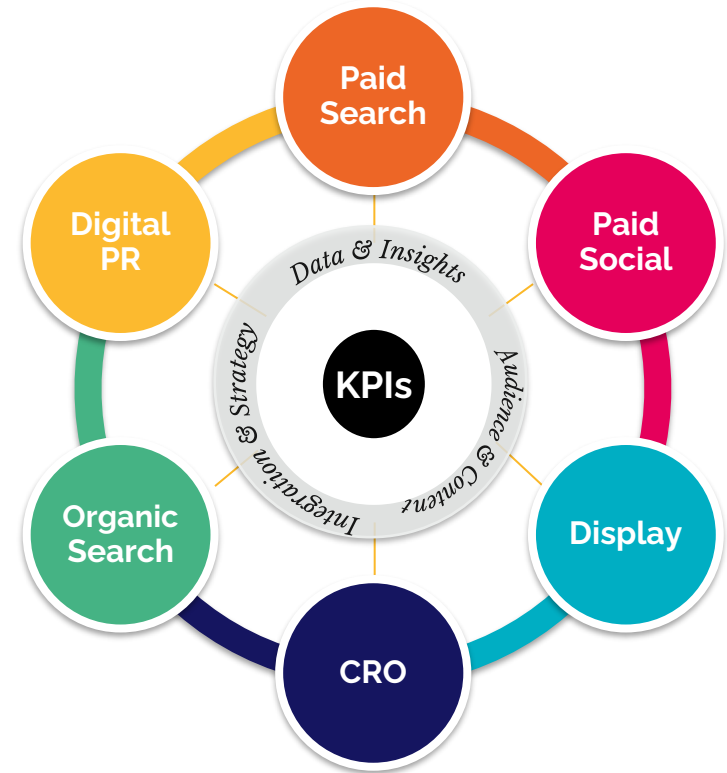 Paid
Search
Digital
PR
Paid
Social
Data & Insights
KPIs
Integration & Strategy
Audience & Content
Organic
Search
Display
CRO